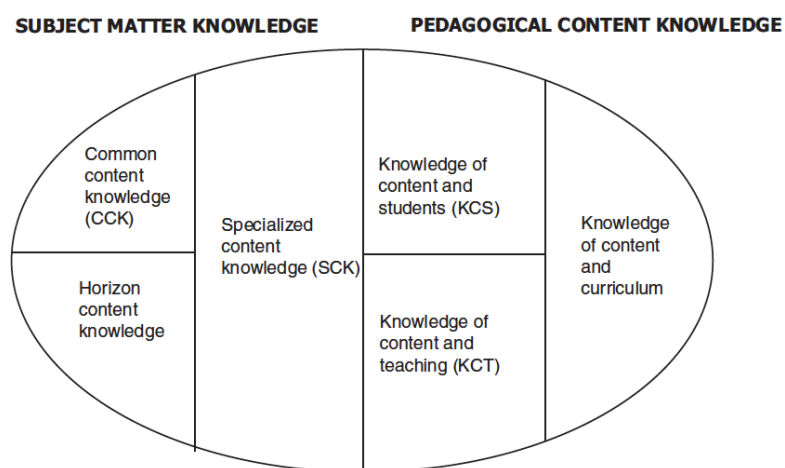 SUBJECT MATTER KNOWLEDGE
PEDAGOGICAL CONTENT KNOWLEDGE
Common
content
knowledge
(CCK)
Horizon
content
knowledge
Specialized
content
knowledge (SCK)
Knowledge of
content and
students (KCS)
Knowledge of
content and
teaching (KCT)
Knowledge
of content
and
curriculum